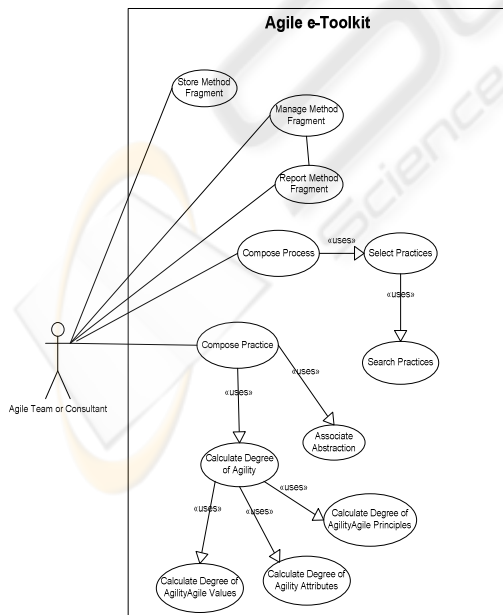 Agile e-Toolkit
Store Method
Fragment
Manage Method
Fragment
Report Method
Fragment
Compose Process
«uses»
Select Practices
«uses»
Search Practices
Agile Team or Consultant
Compose Practice
«uses»
«uses»
Associate
Abstraction
Calculate Degree
of Agility
«uses»
«uses»
«uses»
Calculate Degree of
AgilityAgile Principles
Calculate Degree of
AgilityAgile Values
Calculate Degree of
Agility Attributes
Science